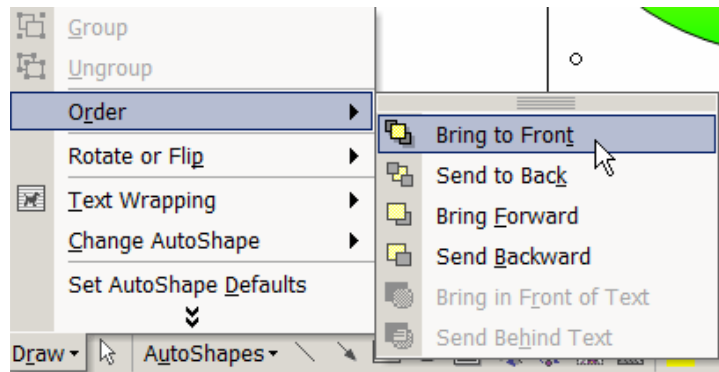 Group
Ungroup
Order
Rotate or Flip
Text Wrapping
Change AutoShape
Set AutoShape Defaults
Draw
AutoShapes
Bring to Front
Send to Back
Bring Forward
Send Backward
Bring in Front of Text
Send Behind Text